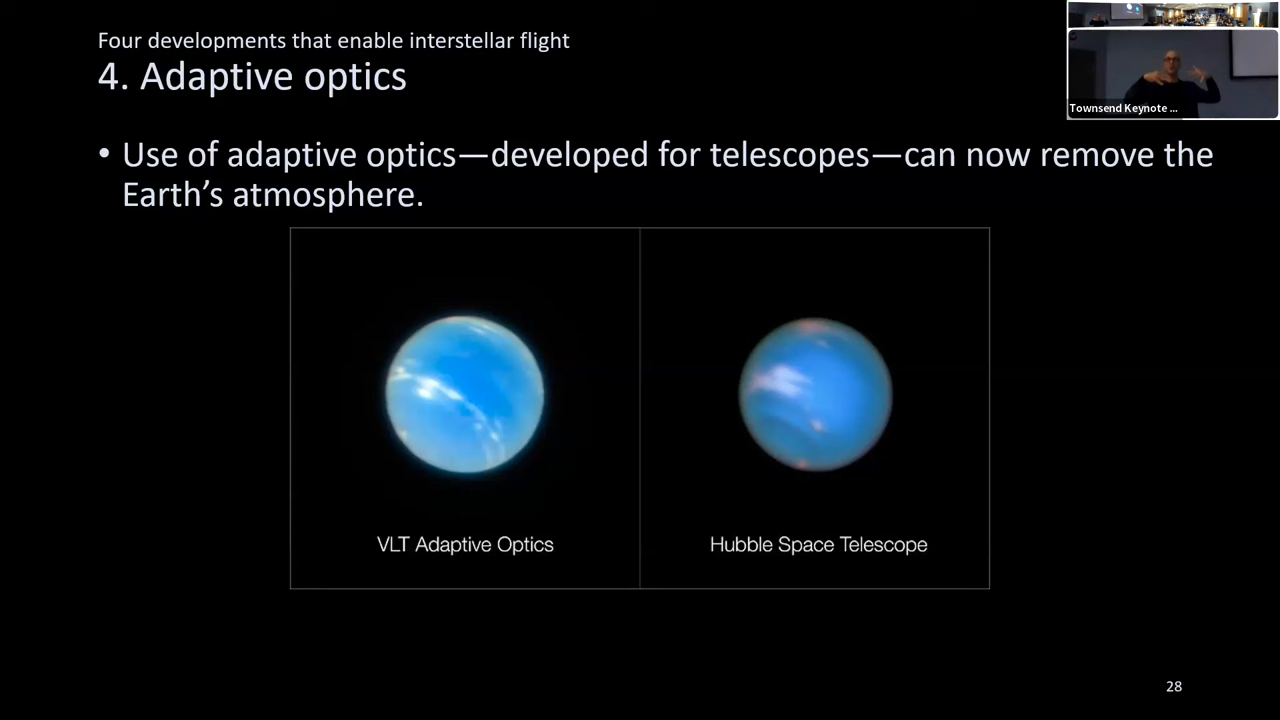 Four developments that enable interstellar flight
4. Adaptive optics
Townsend Keynote ...
• Use of adaptive optics—developed for telescopes—can now remove the
Earth’s atmosphere.
VLT Adaptive Optics
Hubble Space Telescope
28